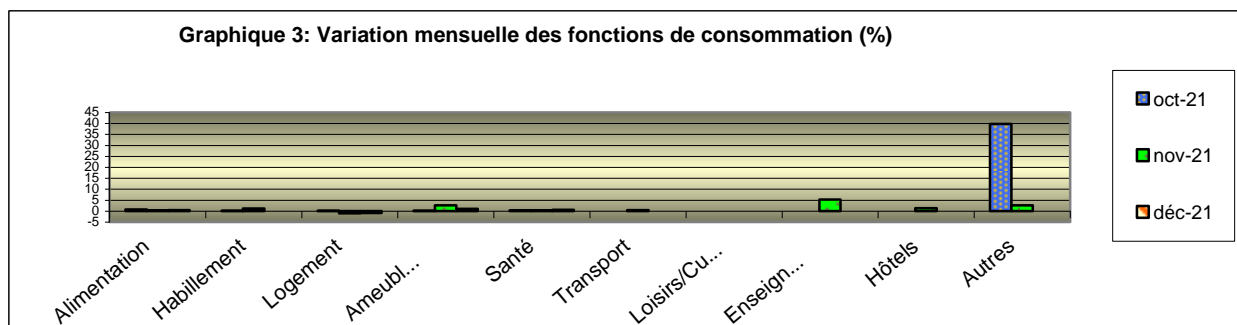 Graphique 3: Variation mensuelle des fonctions de consommation (%)
45
40
35
30
25
20
15
10
5
0
-5
Alimentation
Habillement
Logement
Ameubl...
Santé
Transport
Loisirs/Cu...
Enseign...
Hôtels
Autres
oct-21
nov-21
déc-21